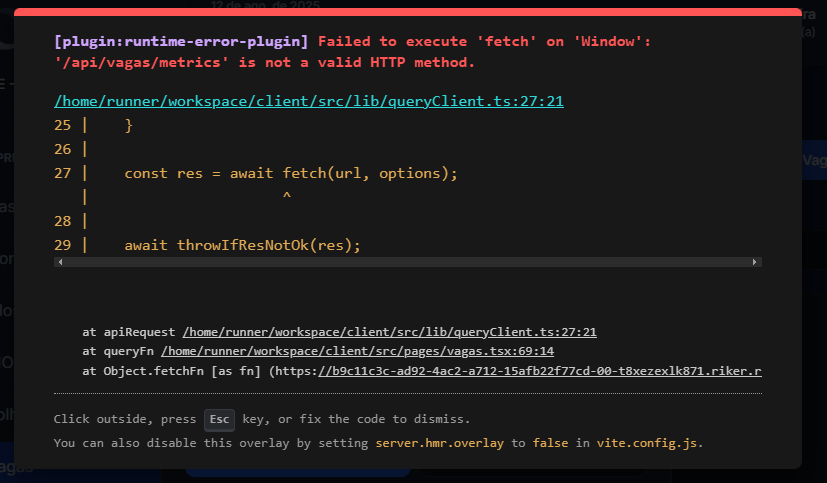 12 de ago. de 2025
[plugin:runtime-error-plugin] Failed to execute 'fetch' on 'Window':
'/api/vagas/metrics' is not a valid HTTP method.
/home/runner/workspace/client/src/lib/queryClient.ts:27:21
25 |    }
26 |
27 |    const res = await fetch(url, options);
   |                      ^
28 |
29 |    await throwIfResNotOk(res);
at apiRequest /home/runner/workspace/client/src/lib/queryClient.ts:27:21
at queryFn /home/runner/workspace/client/src/pages/vagas.tsx:69:14
at Object.fetchFn [as fn] (https://b9c11c3c-ad92-4ac2-a712-15afb22f77cd-00-t8xezexlk871.riker.r
Click outside, press Esc key, or fix the code to dismiss.
You can also disable this overlay by setting server.hmr.overlay to false in vite.config.js.
Vag